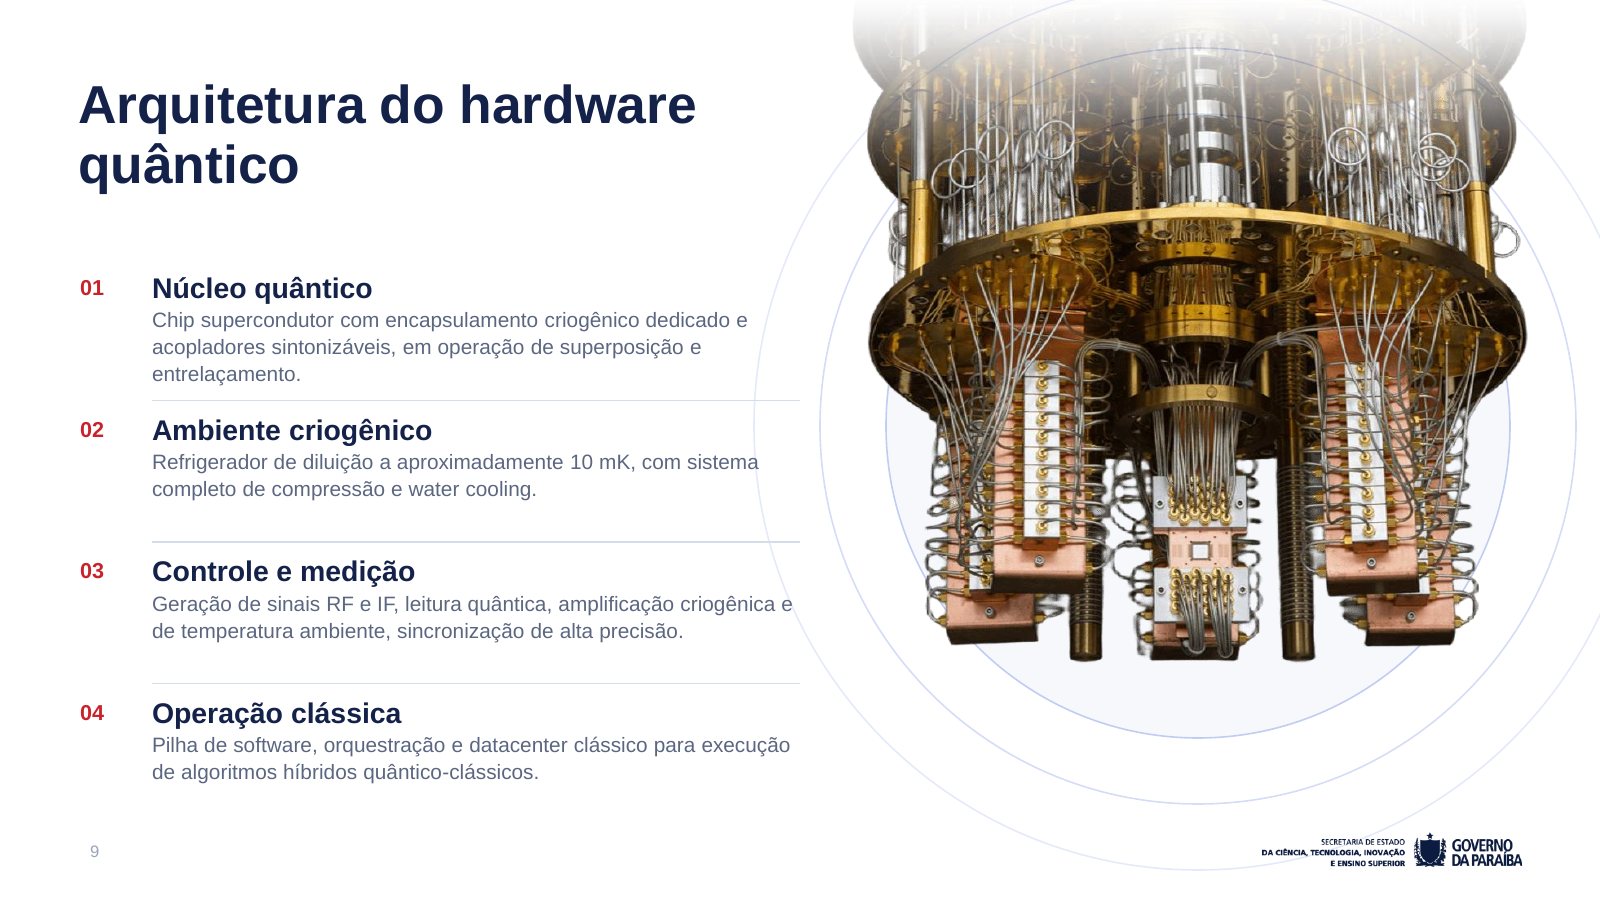 Arquitetura do hardware
quântico
01
Núcleo quântico
Chip supercondutor com encapsulamento criogênico dedicado e
acopladores sintonizáveis, em operação de superposição e
entrelaçamento.
02
Ambiente criogênico
Refrigerador de diluição a aproximadamente 10 mK, com sistema
completo de compressão e water cooling.
03
Controle e medição
Geração de sinais RF e IF, leitura quântica, amplificação criogênica e
de temperatura ambiente, sincronização de alta precisão.
04
Operação clássica
Pilha de software, orquestração e datacenter clássico para execução
de algoritmos híbridos quântico-clássicos.
9
SECRETARIA DE ESTADO
DA CIÊNCIA, TECNOLOGIA, INOVAÇÃO
E ENSINO SUPERIOR
GOVERNO
DA PARAÍBA